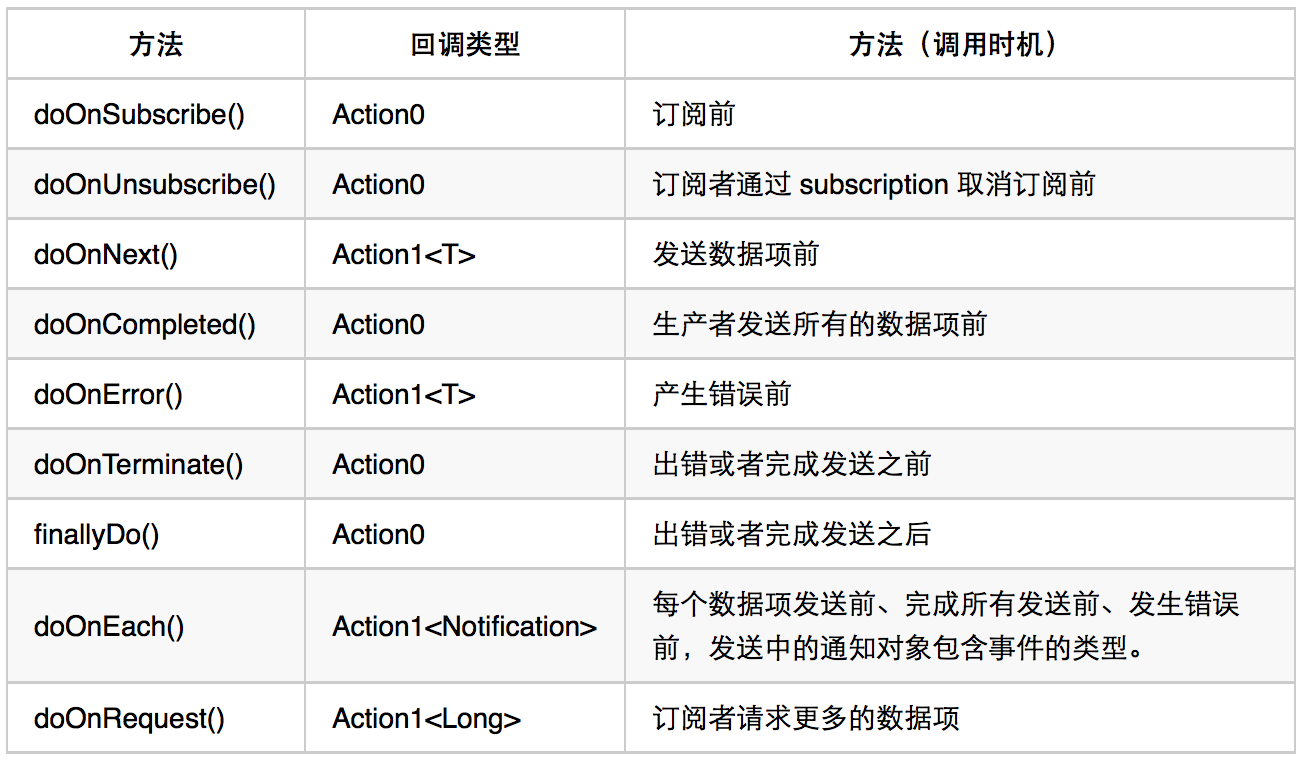 方法 回调类型 方法（调用时机）
doOnSubscribe() Action0 订阅前
doOnUnsubscribe() Action0 订阅者通过 subscription 取消订阅前
doOnNext() Action1<T> 发送数据项前
doOnCompleted() Action0 生产者发送所有的数据项前
doOnError() Action1<T> 产生错误前
doOnTerminate() Action0 出错或者完成发送之前
finallyDo() Action0 出错或者完成发送之后
doOnEach() Action1<Notification> 每个数据项发送前、完成所有发送前、发生错误
前，发送中的通知对象包含事件的类型。
doOnRequest() Action1<Long> 订阅者请求更多的数据项